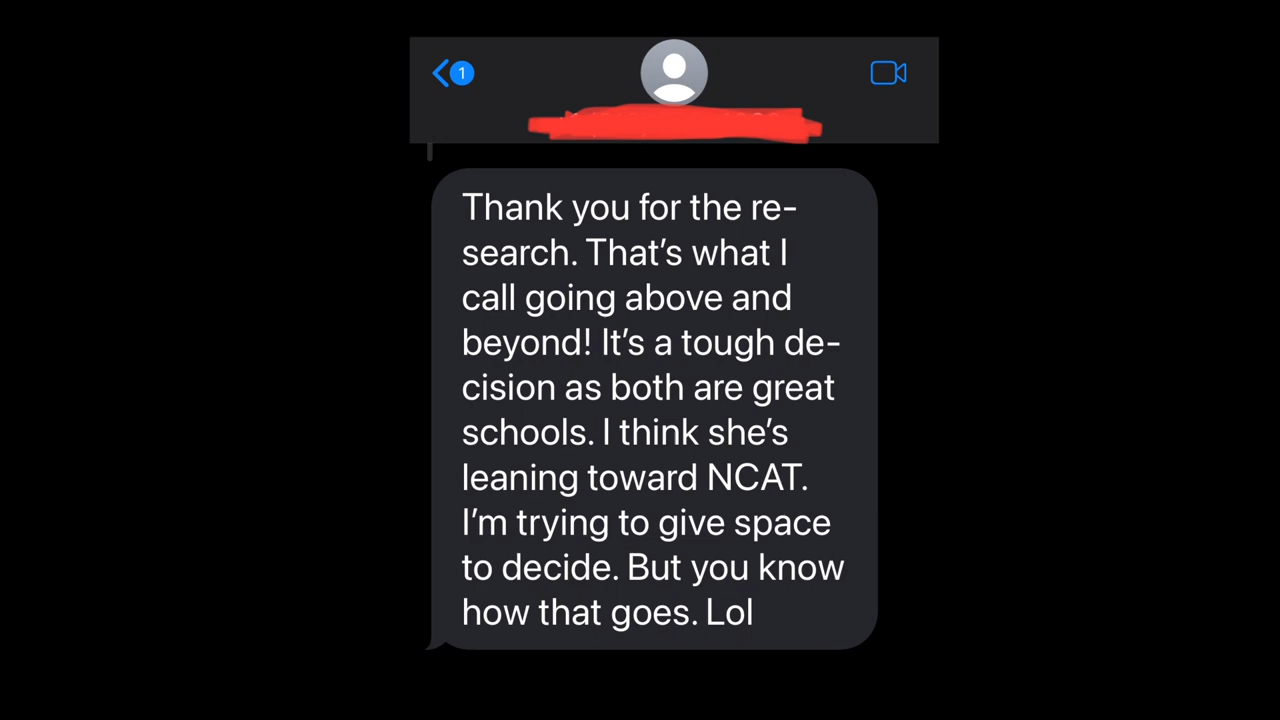 1
Thank you for the re-
search. That’s what I
call going above and
beyond! It’s a tough de-
cision as both are great
schools. I think she’s
leaning toward NCAT.
I’m trying to give space
to decide. But you know
how that goes. Lol